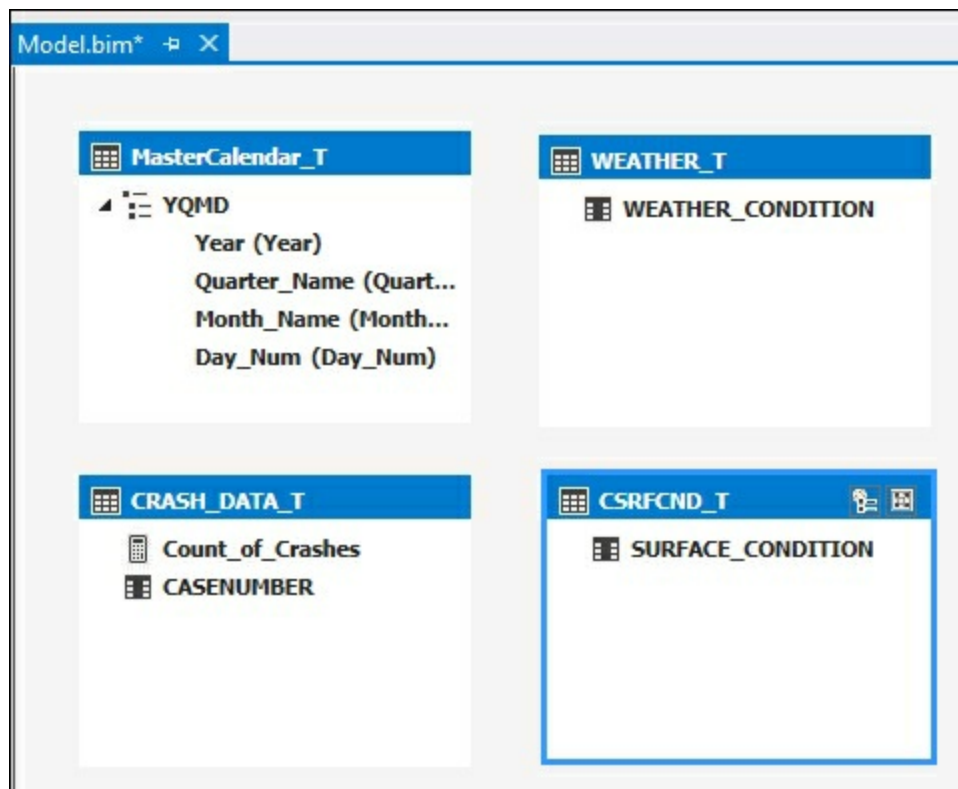 Model.bim*
MasterCalendar_T
YQMD
Year (Year)
Quarter_Name (Quart...
Month_Name (Month...
Day_Num (Day_Num)
WEATHER_T
WEATHER_CONDITION
CRASH_DATA_T
Count_of_Crashes
CASENUMBER
CSRFCND_T
SURFACE_CONDITION